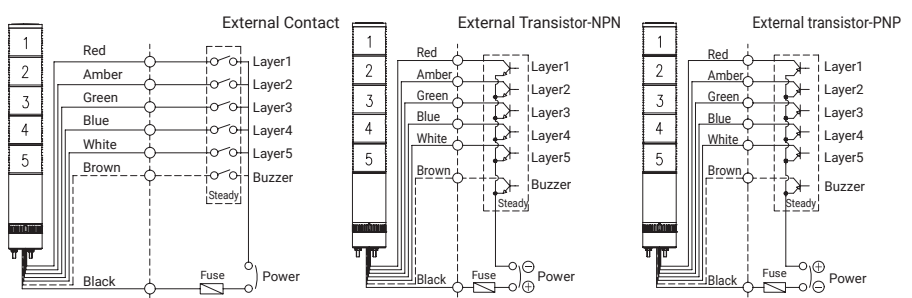 External Contact
1
2
3
4
5
Red
Amber
Green
Blue
White
Brown
Black
Layer1
Layer2
Layer3
Layer4
Layer5
Buzzer
Steady
Fuse
Power
External Transistor-NPN
1
2
3
4
5
Red
Amber
Green
Blue
White
Brown
Black
Layer1
Layer2
Layer3
Layer4
Layer5
Buzzer
Steady
Fuse
Power
External transistor-PNP
1
2
3
4
5
Red
Amber
Green
Blue
White
Brown
Black
Layer1
Layer2
Layer3
Layer4
Layer5
Buzzer
Steady
Fuse
Power